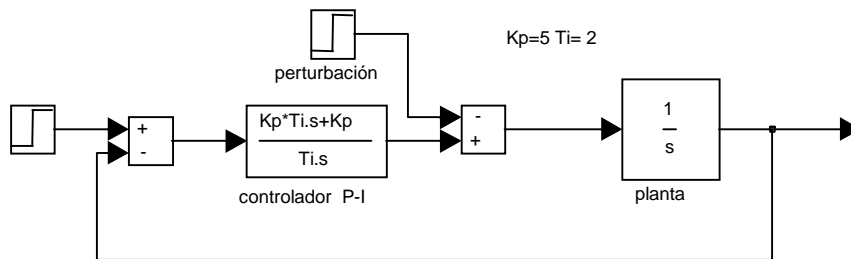 Kp=5 Ti= 2
perturbación
+
-
Kp*Ti.s+Kp
Ti.s
controlador P-I
-
+
1
s
planta